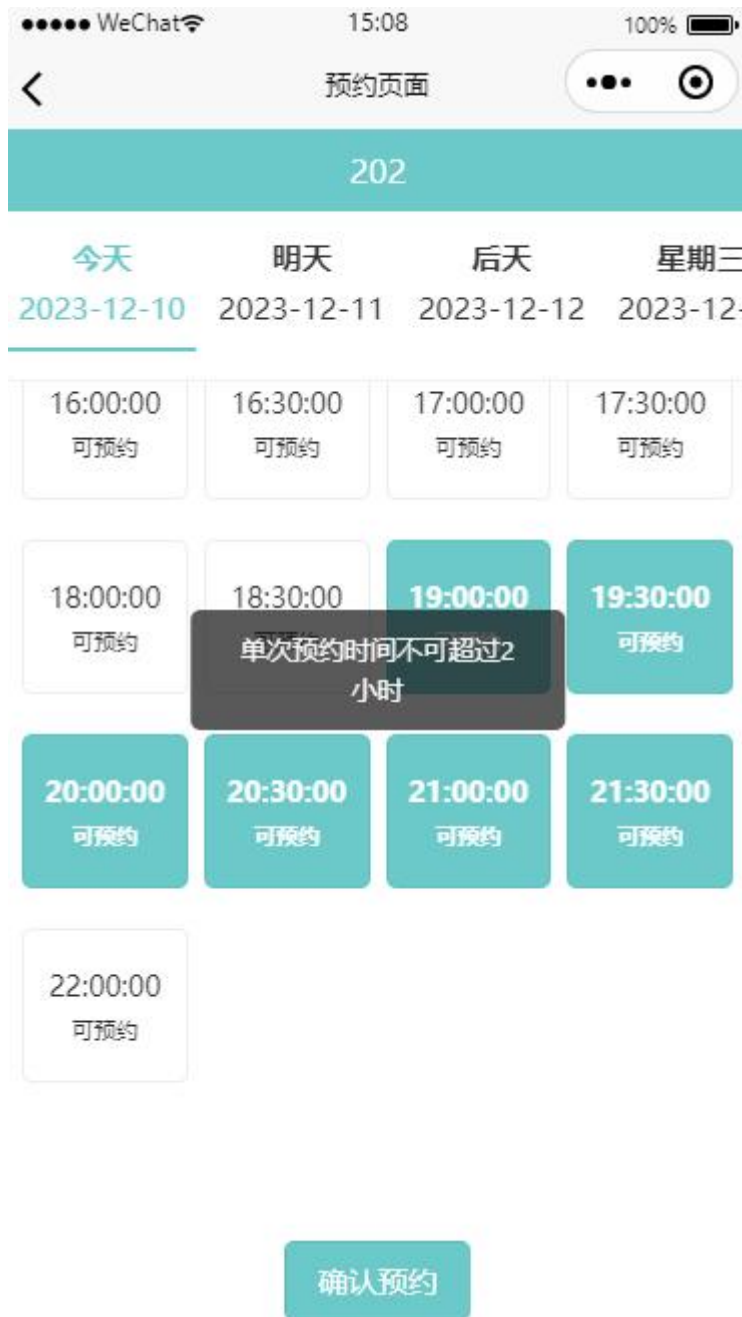 WeChat 15:08 100%
预约页面
202
今天 明天 后天 星期三
2023-12-10 2023-12-11 2023-12-12 2023-12-
16:00:00 16:30:00 17:00:00 17:30:00
可预约 可预约 可预约 可预约
18:00:00 18:30:00 19:00:00 19:30:00
可预约 可预约
单次预约时间不可超过2
小时
20:00:00 20:30:00 21:00:00 21:30:00
可预约 可预约 可预约 可预约
22:00:00
可预约
确认预约